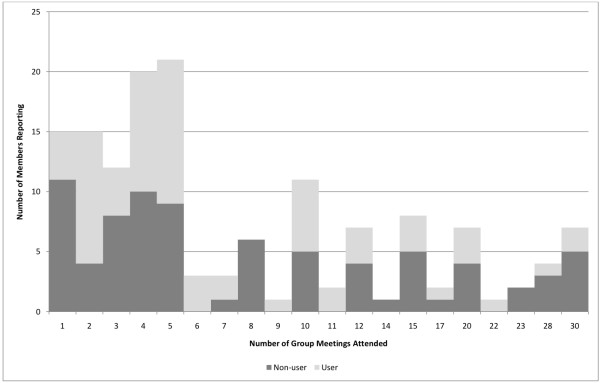 25
20
15
10
5
0
Number of Members Reporting
1 2 3 4 5 6 7 8 9 10 11 12 14 15 17 20 22 23 28 30
Number of Group Meetings Attended
Non-user User